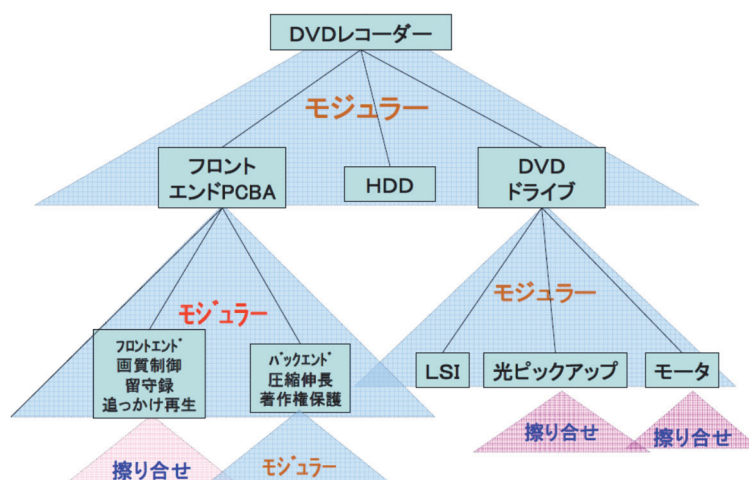 DVDレコーダー
モジュラー
フロント
エンドPCBA
HDD
DVD
ドライブ
モジュラー
モジュラー
フロントエンド
画質制御
留守録
追っかけ再生
バックエンド
圧縮伸長
著作権保護
LSI
光ピックアップ
モータ
擦り合せ
モジュラー
擦り合せ
擦り合せ